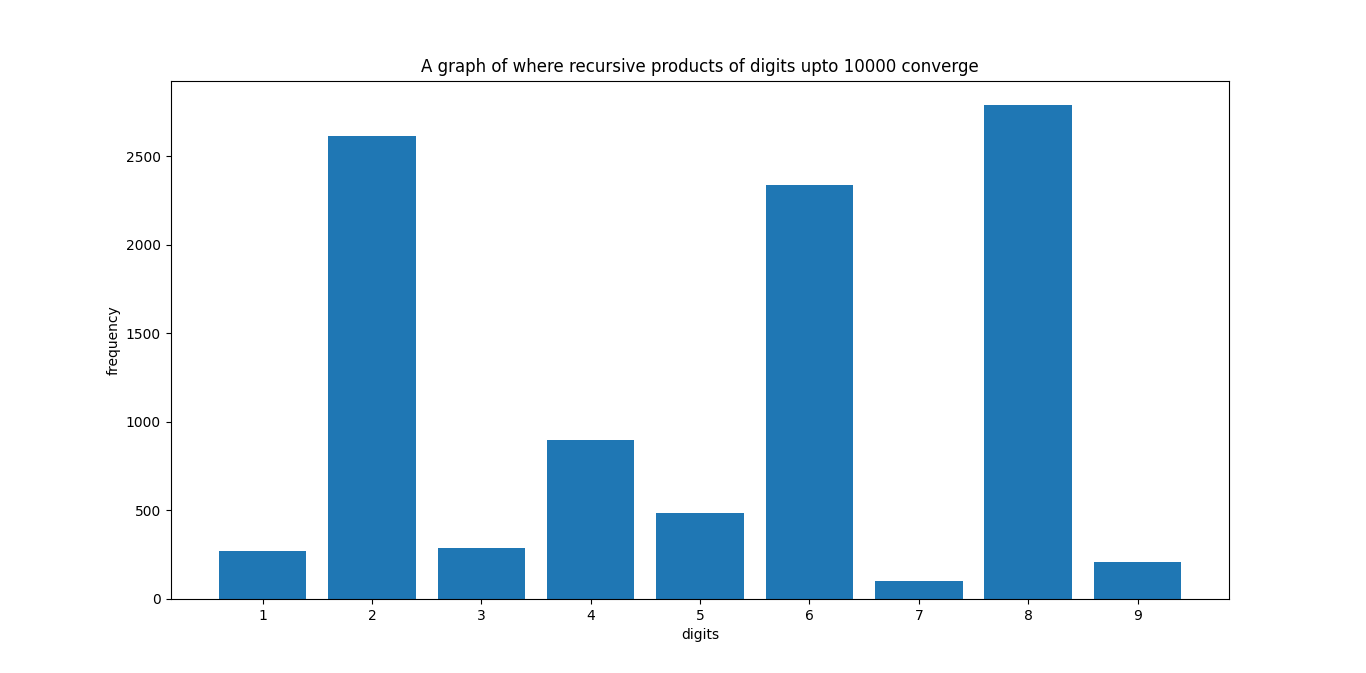 A graph of where recursive products of digits upto 10000 converge
frequency
2500
2000
1500
1000
500
0
1 2 3 4 5 6 7 8 9
digits